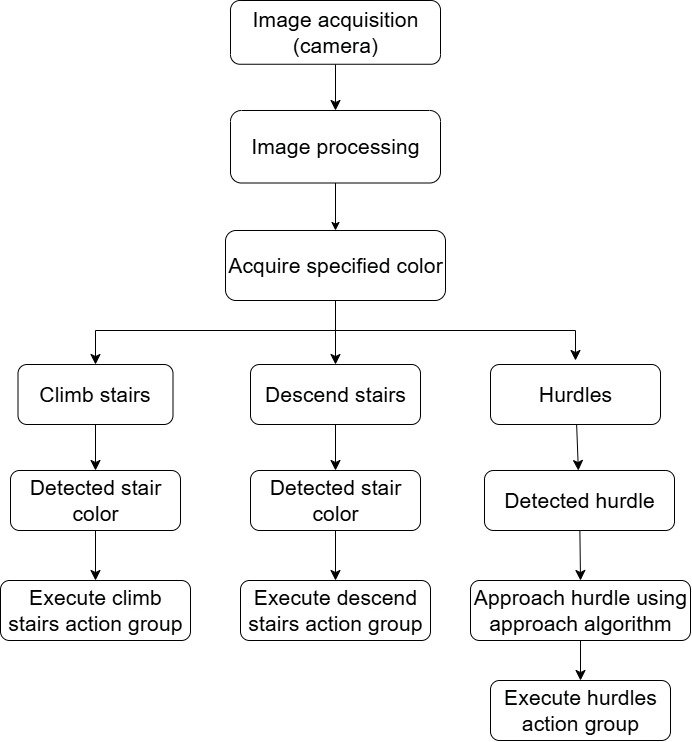 Image acquisition
(camera)
Image processing
Acquire specified color
Climb stairs
Descend stairs
Hurdles
Detected stair
color
Detected stair
color
Detected hurdle
Execute climb
stairs action group
Execute descend
stairs action group
Approach hurdle using
approach algorithm
Execute hurdles
action group